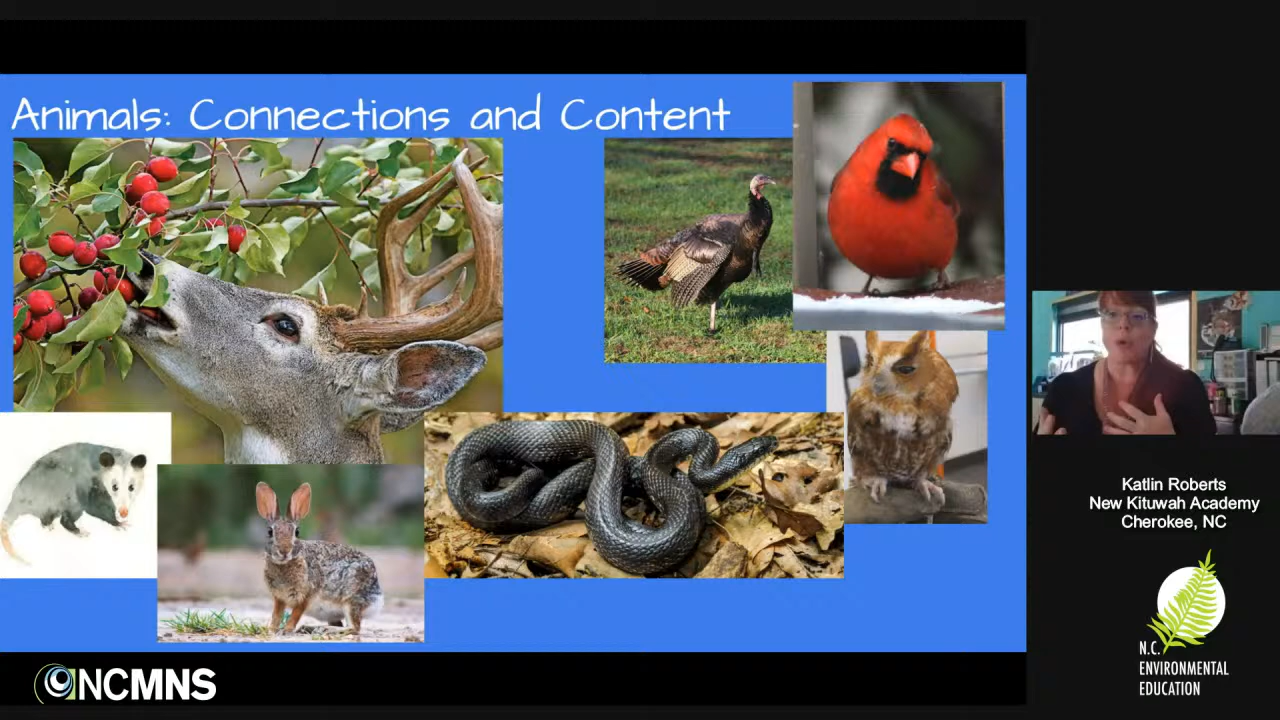 Animals: Connections and Content
Katlin Roberts
New Kituwah Academy
Cherokee, NC
N.C.
ENVIRONMENTAL
EDUCATION
NCMNS